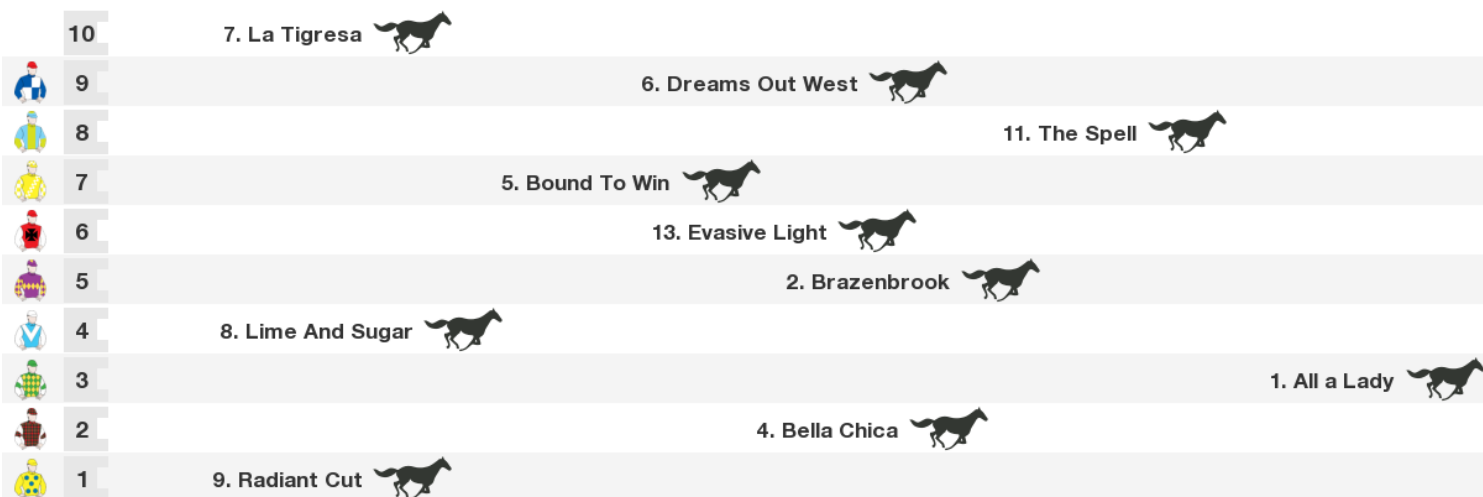 10 7. La Tigresa
9 6. Dreams Out West
8 11. The Spell
7 5. Bound To Win
6 13. Evasive Light
5 2. Brazenbrook
4 8. Lime And Sugar
3 1. All a Lady
2 4. Bella Chica
1 9. Radiant Cut